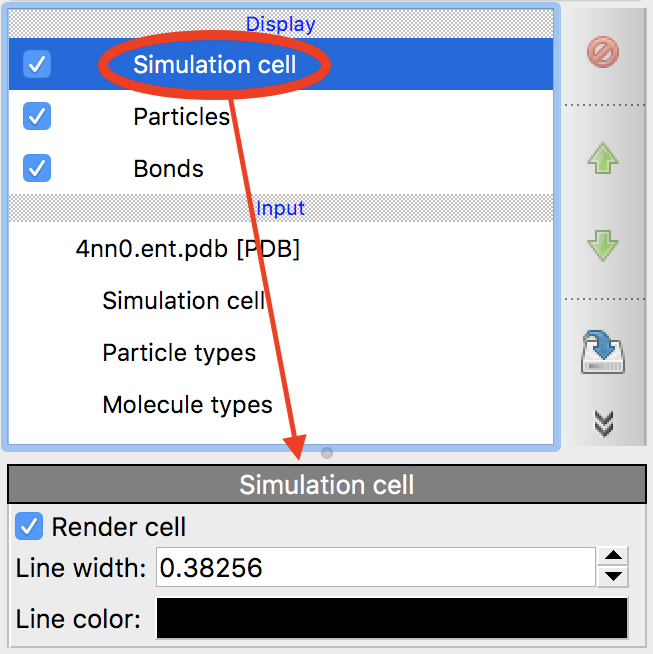 Display
Simulation cell
Particles
Bonds
Input
4nn0.ent.pdb [PDB]
Simulation cell
Particle types
Molecule types
Simulation cell
Render cell
Line width: 0.38256
Line color: